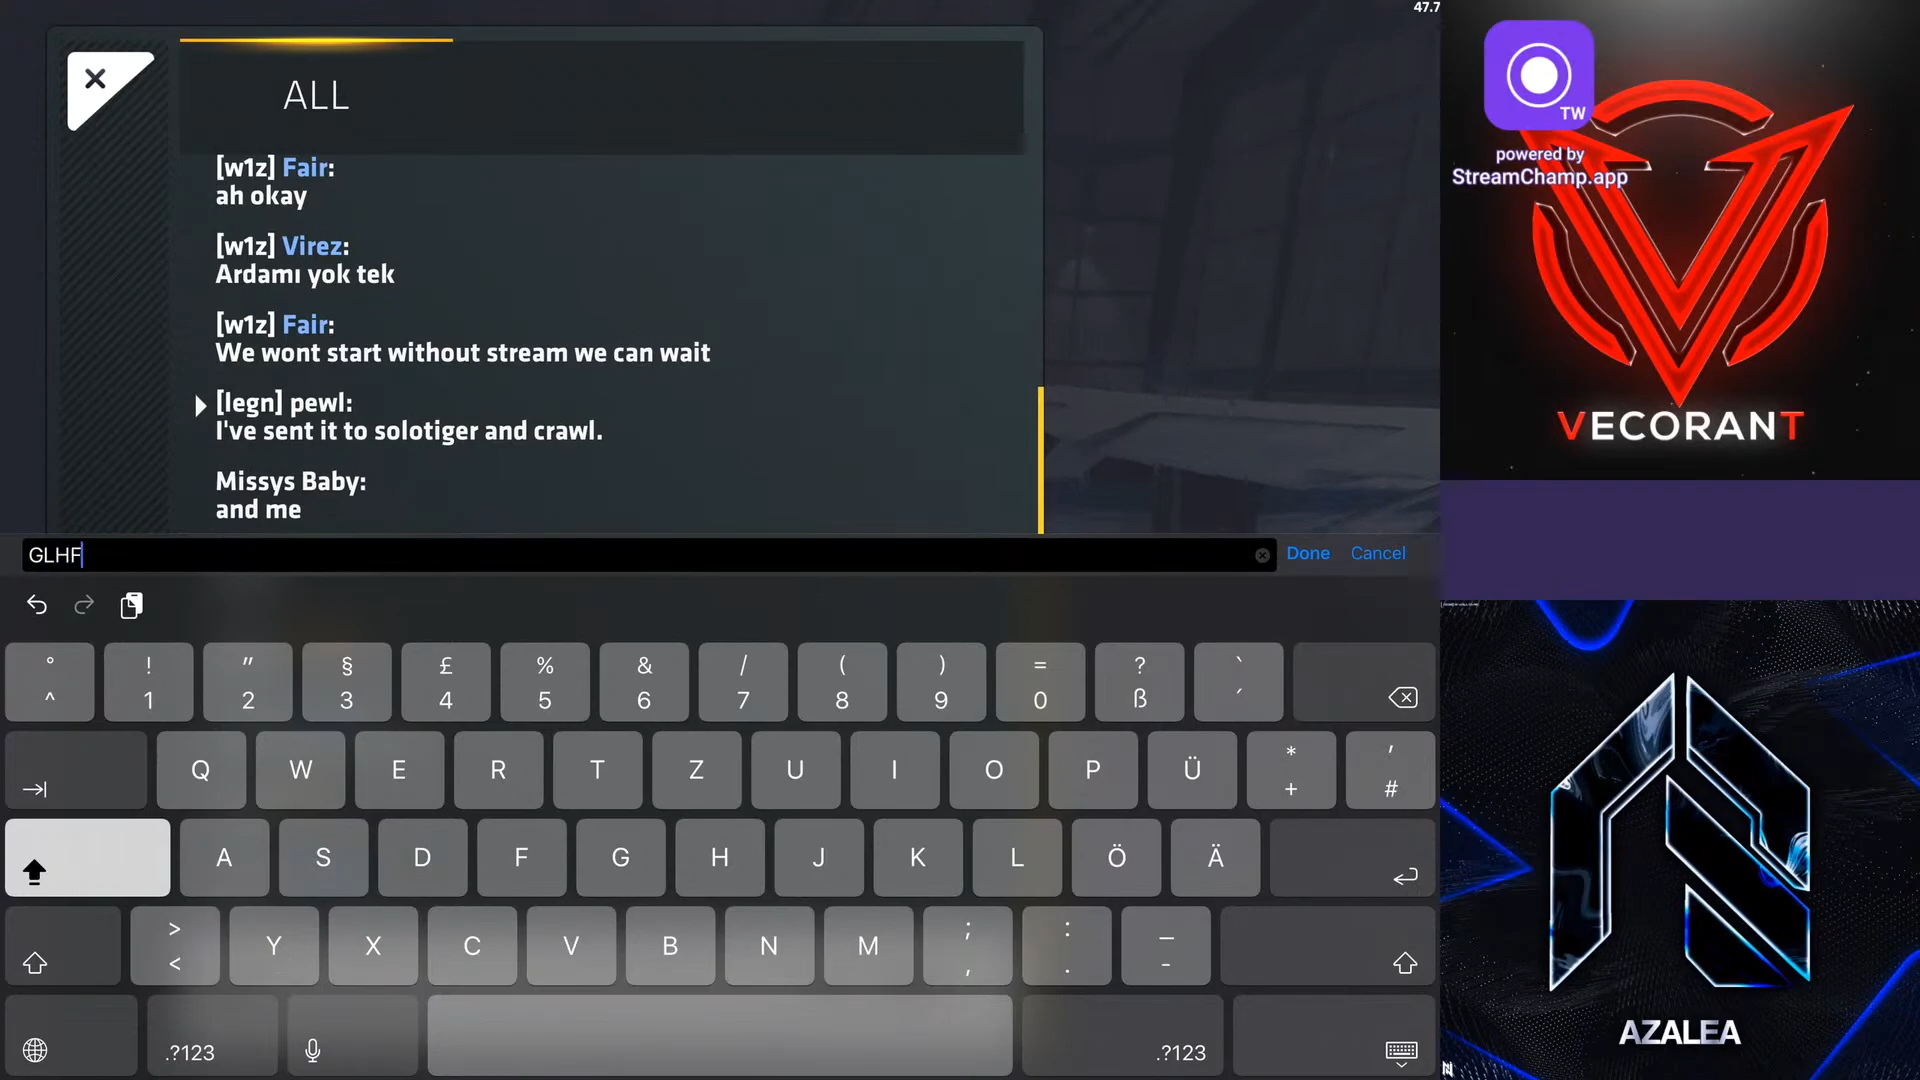 47.7
ALL
[w1z] Fair:
ah okay
[w1z] Virez:
Ardamı yok tek
[w1z] Fair:
We wont start without stream we can wait
[legn] pewl:
I've sent it to solotiger and crawl.
Missys Baby:
and me
GLHF
Done Cancel
° ! " § £ % & / ( ) = ? `
^ 1 2 3 4 5 6 7 8 9 0 ß ´
Q W E R T Z U I O P Ü * + ' #
A S D F G H J K L Ö Ä
> < Y X C V B N M ; , : . _ -
.?123 .?123
TW
powered by
StreamChamp.app
VECORANT
AZALEA